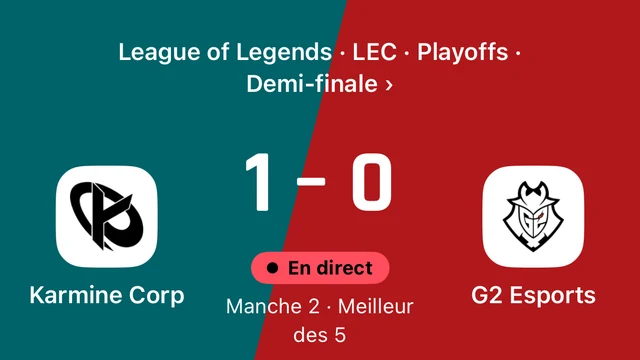 League of Legends · LEC · Playoffs ·
Demi-finale ›
1 - 0
En direct
Karmine Corp
G2 Esports
Manche 2 · Meilleur
des 5